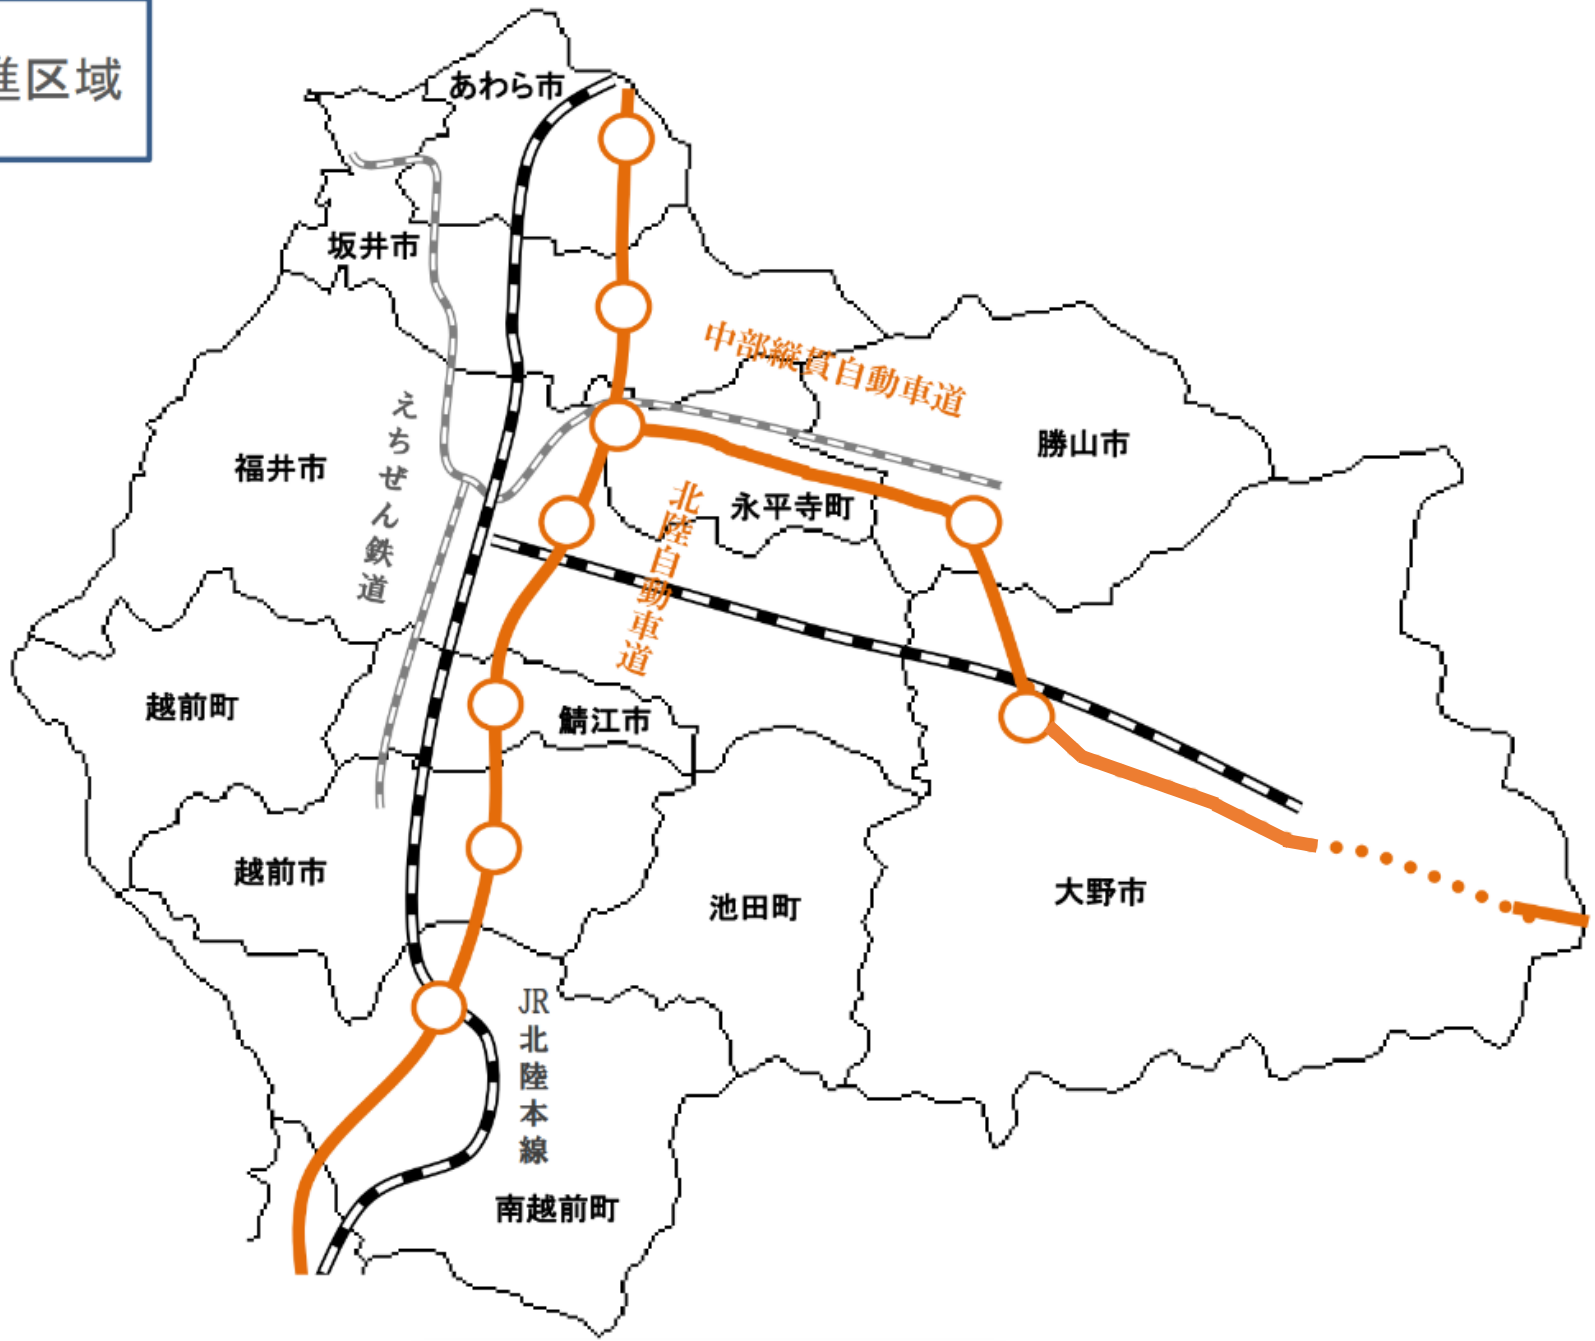 進区域
あわら市
坂井市
中部縦貫自動車道
えちぜん鉄道
勝山市
福井市
永平寺町
北陸自動車道
越前町
鯖江市
越前市
池田町
大野市
JR北陸本線
南越前町